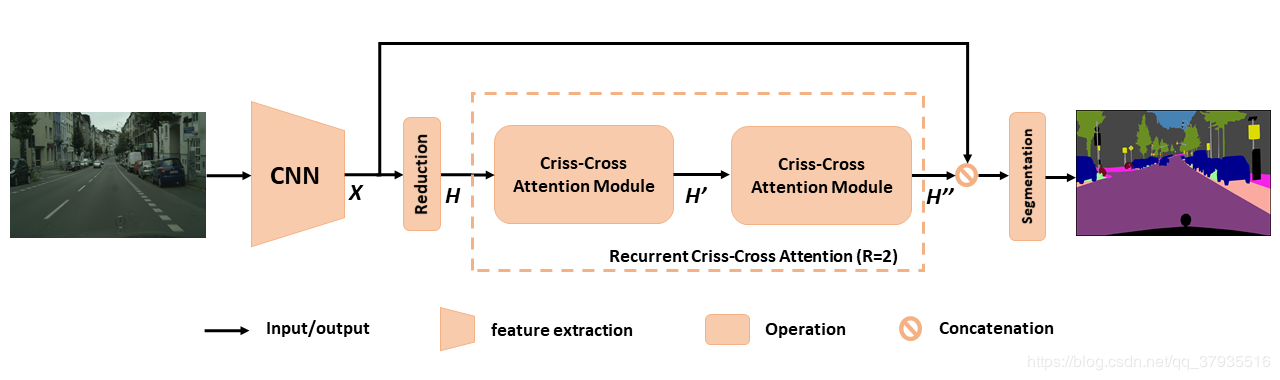 CNN
X
Reduction
H
Criss-Cross
Attention Module
H’
Criss-Cross
Attention Module
H’’
Segmentation
Recurrent Criss-Cross Attention (R=2)
Input/output
feature extraction
Operation
Concatenation
https://blog.csdn.net/qq_37935516